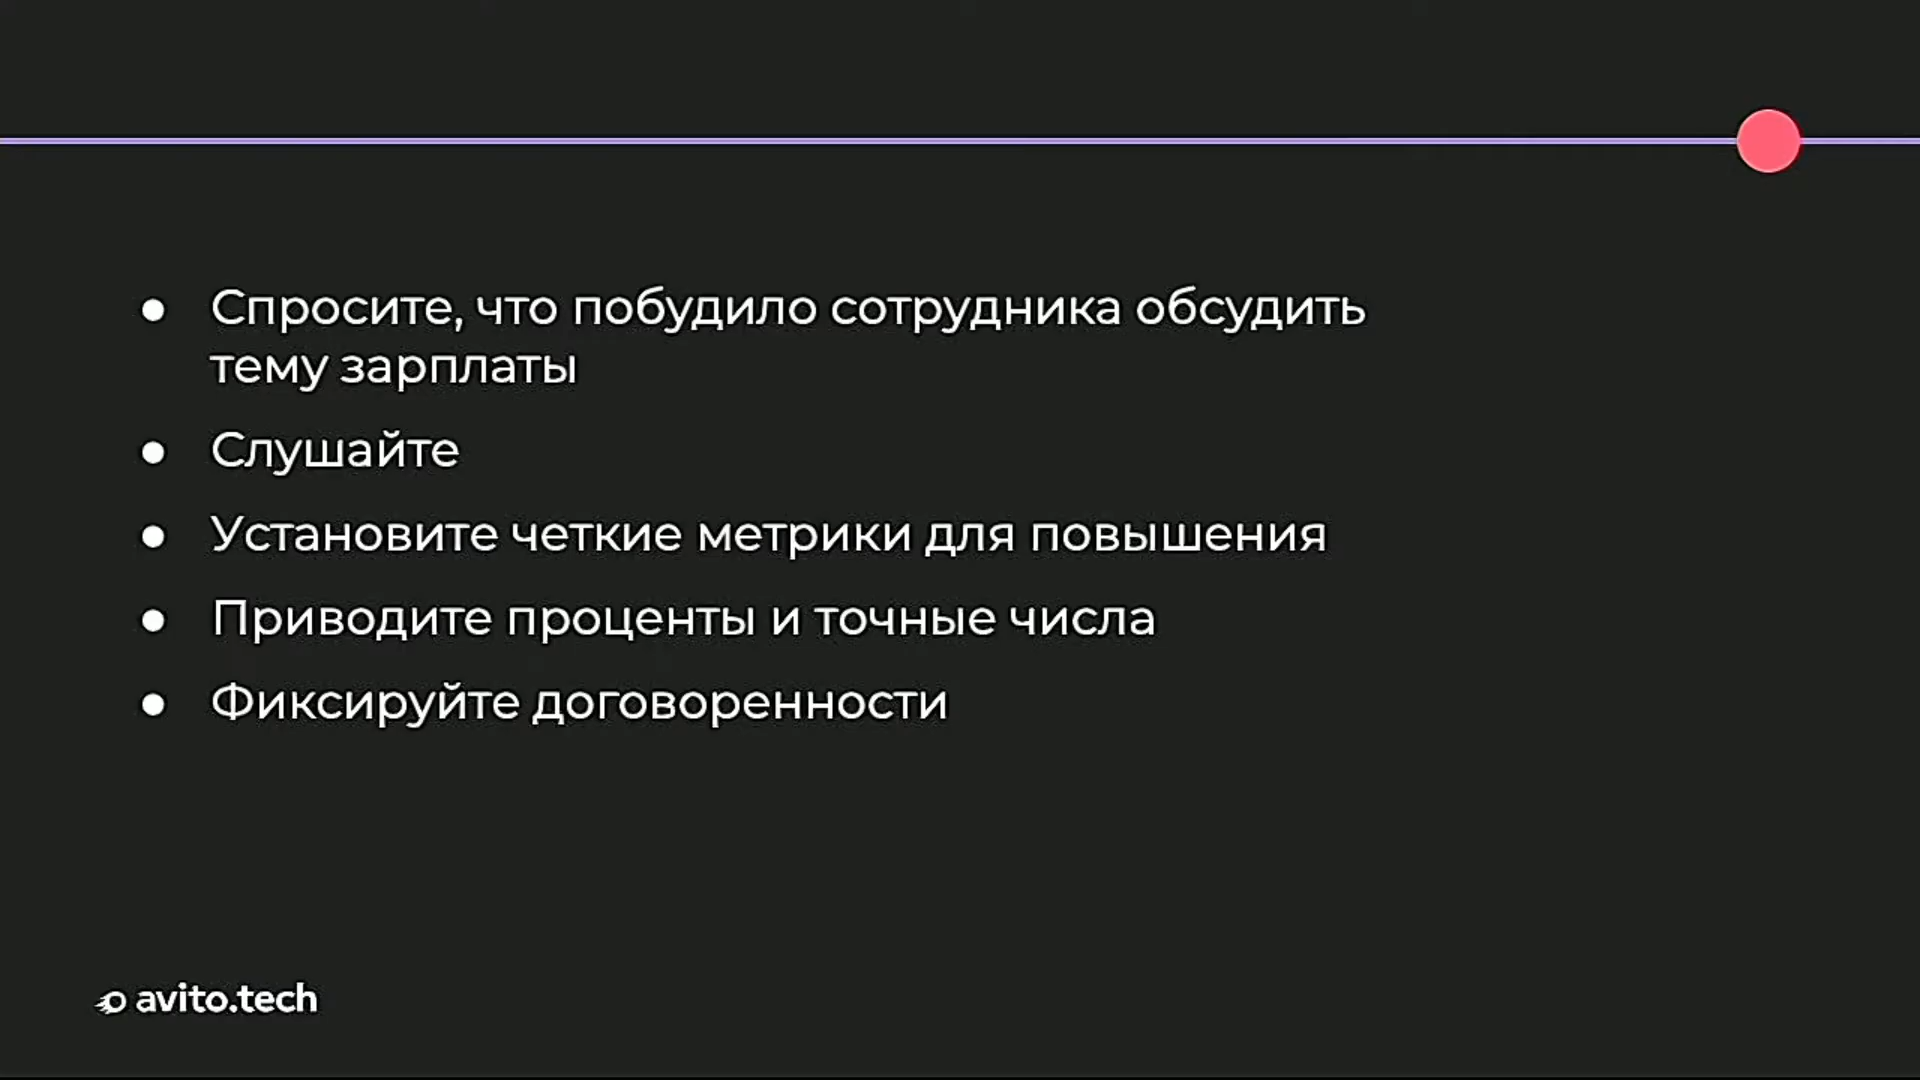 ● Спросите, что побудило сотрудника обсудить
тему зарплаты
● Слушайте
● Установите четкие метрики для повышения
● Приводите проценты и точные числа
● Фиксируйте договоренности
avito.tech